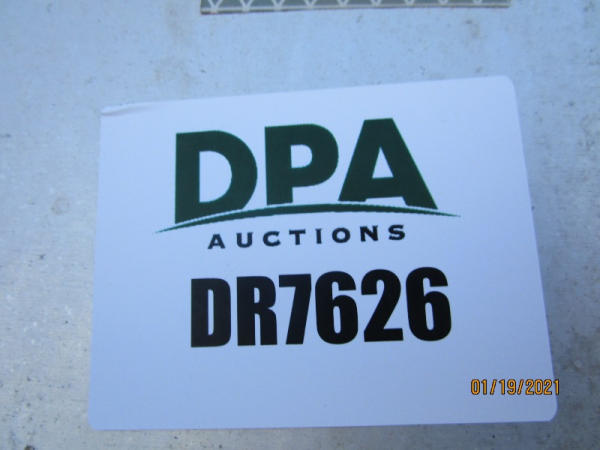 DPA
AUCTIONS
DR7626
01/19/2021